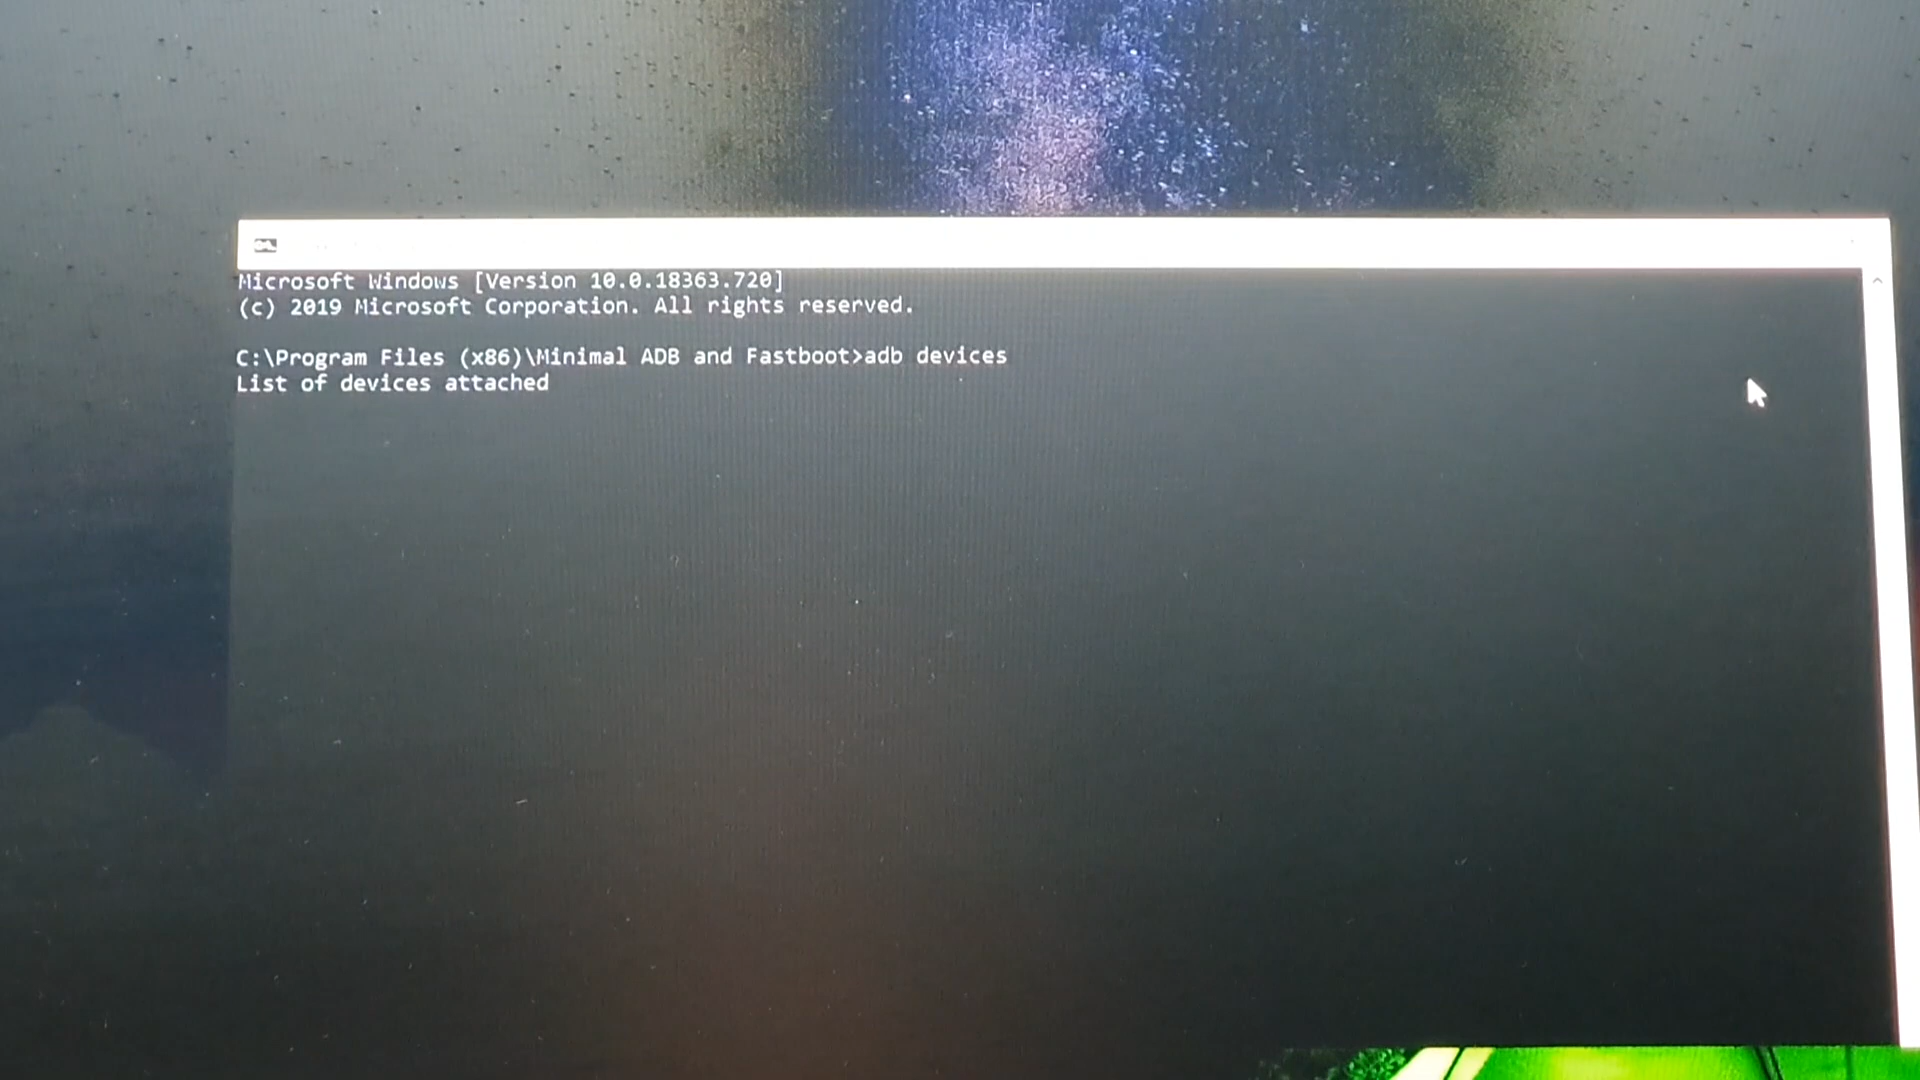 Microsoft Windows [Version 10.0.18363.720]
(c) 2019 Microsoft Corporation. All rights reserved.
C:\Program Files (x86)\Minimal ADB and Fastboot>adb devices
List of devices attached